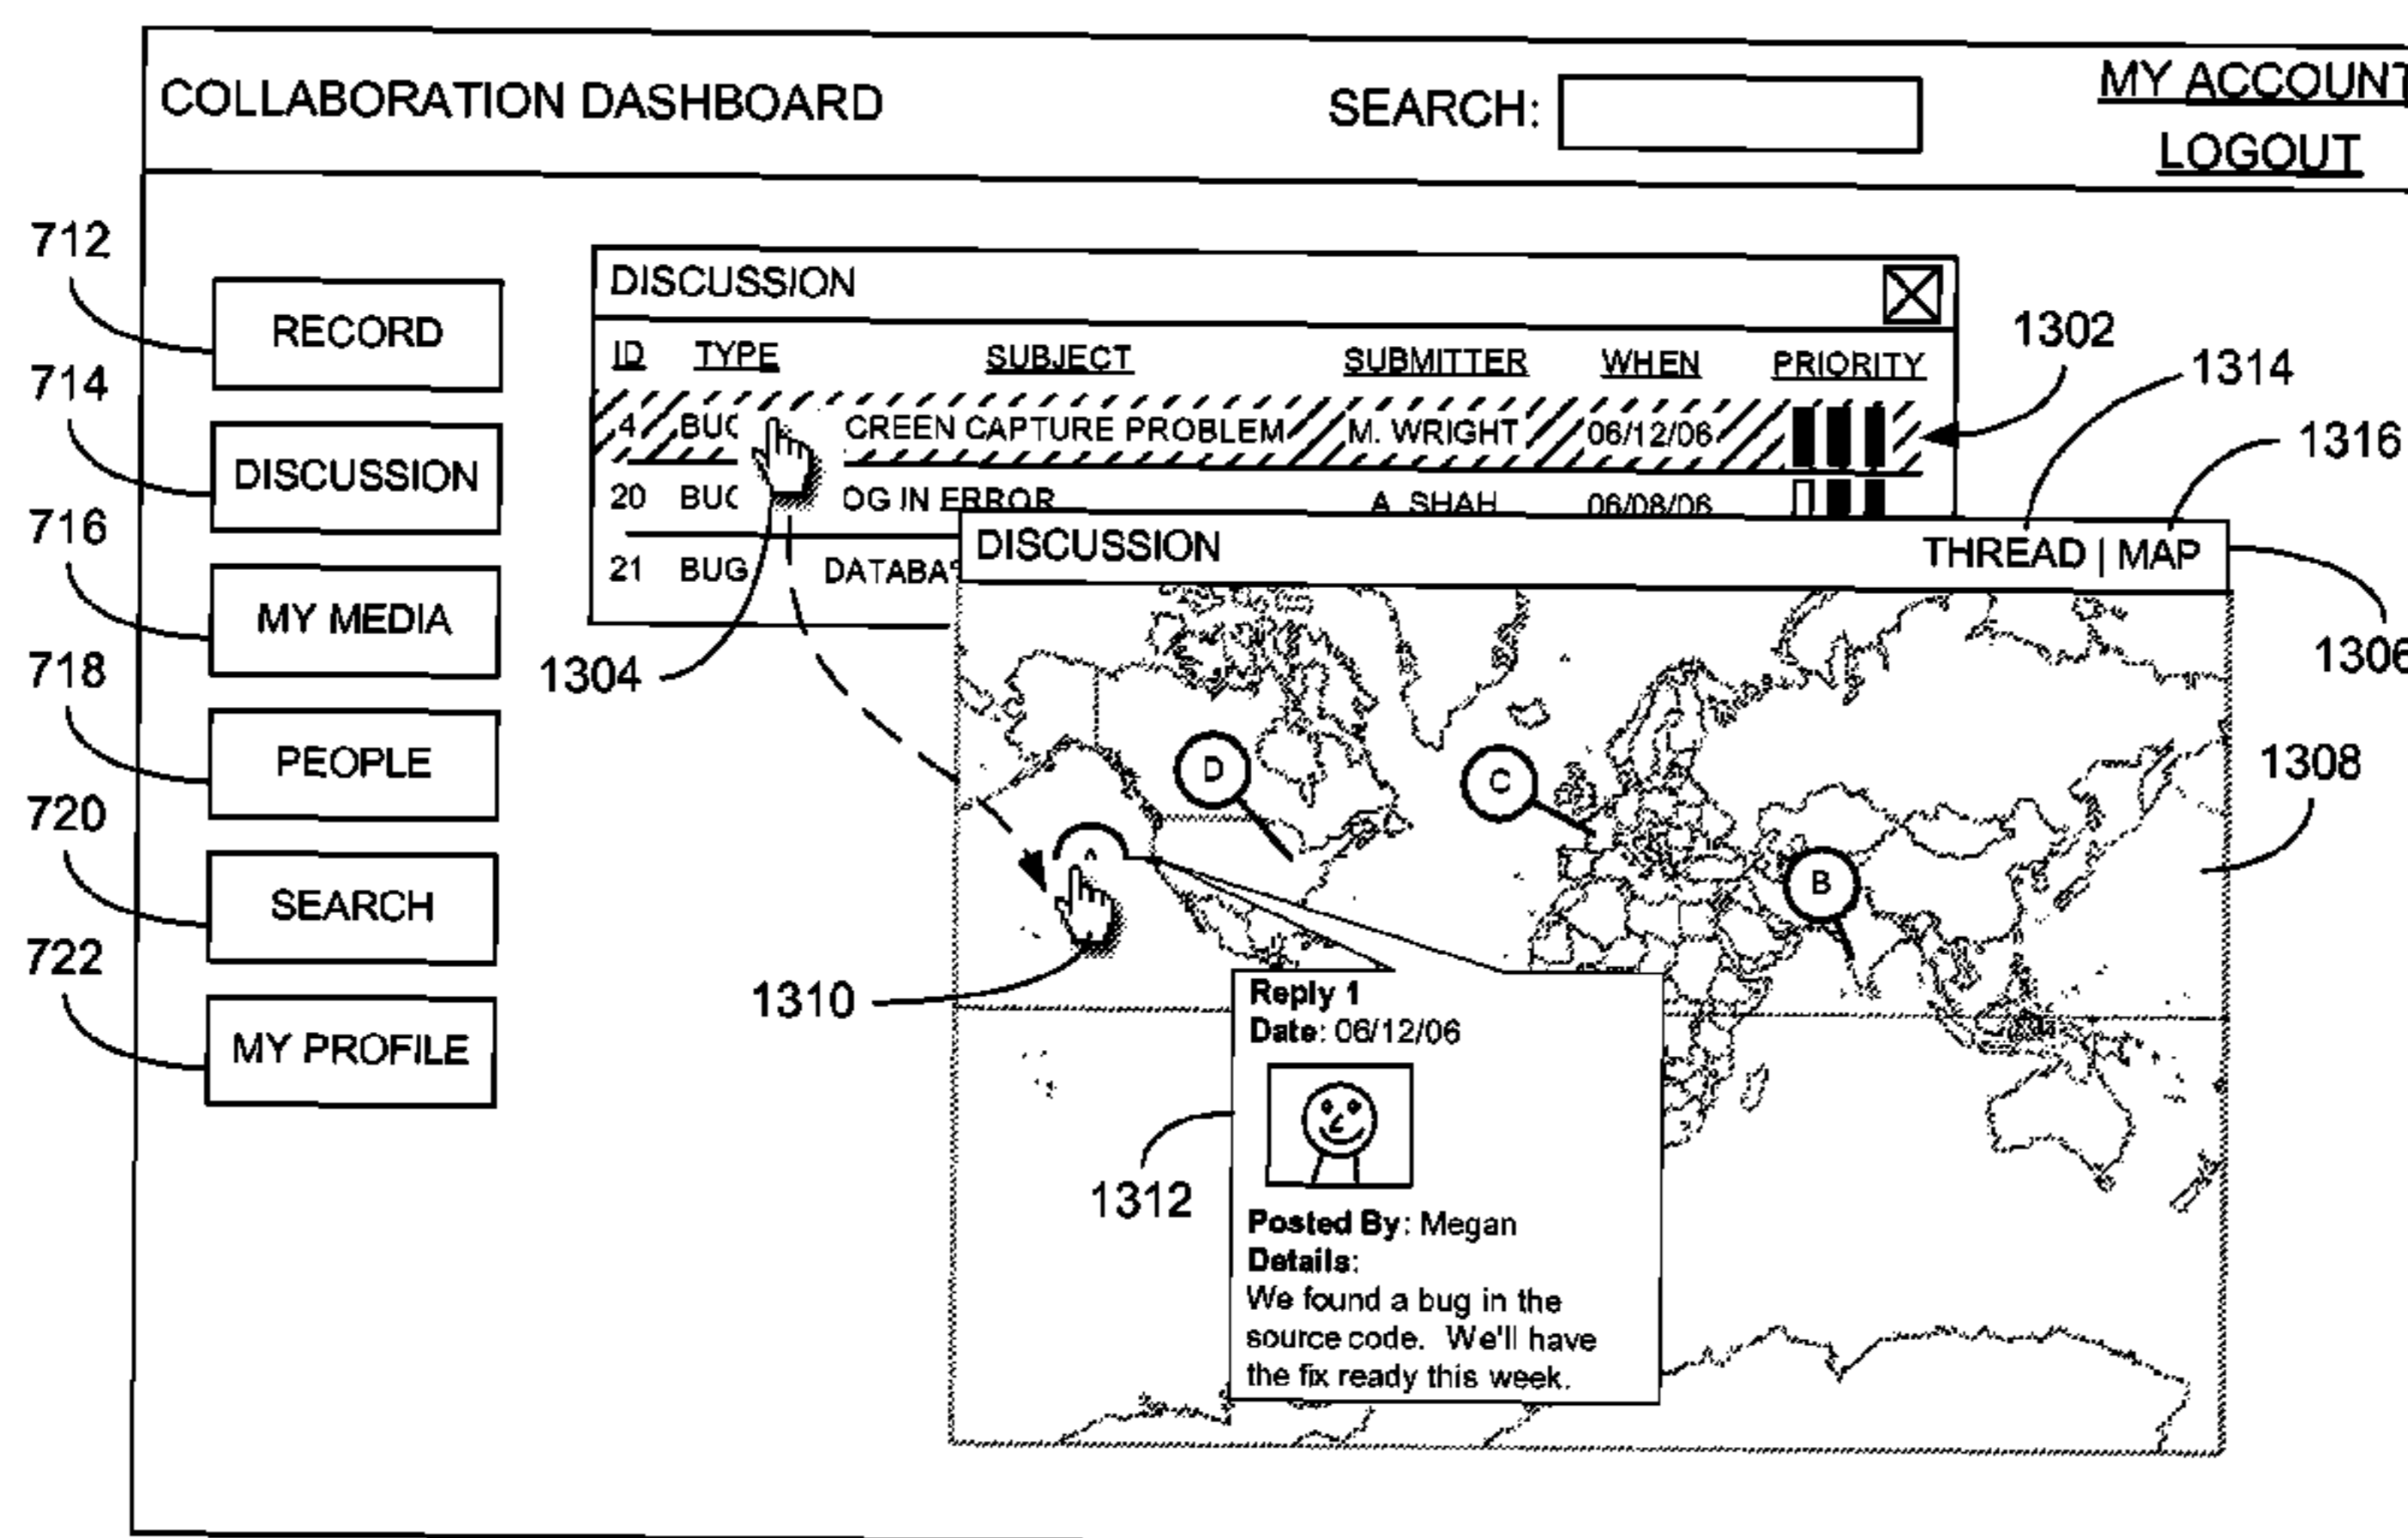 COLLABORATION DASHBOARD
SEARCH:
MY ACCOUNT
LOGOUT
712
RECORD
714
DISCUSSION
716
MY MEDIA
718
PEOPLE
720
SEARCH
722
MY PROFILE
DISCUSSION
ID TYPE SUBJECT SUBMITTER WHEN PRIORITY
4 BUG CREEN CAPTURE PROBLEM M. WRIGHT 06/12/06
20 BUG OG IN ERROR A. SHAH 06/08/06
21 BUG DATABA
1302
1314
1316
1304
DISCUSSION THREAD | MAP
1306
1308
D
C
B
A
1310
Reply 1
Date: 06/12/06
1312
Posted By: Megan
Details:
We found a bug in the
source code. We'll have
the fix ready this week.